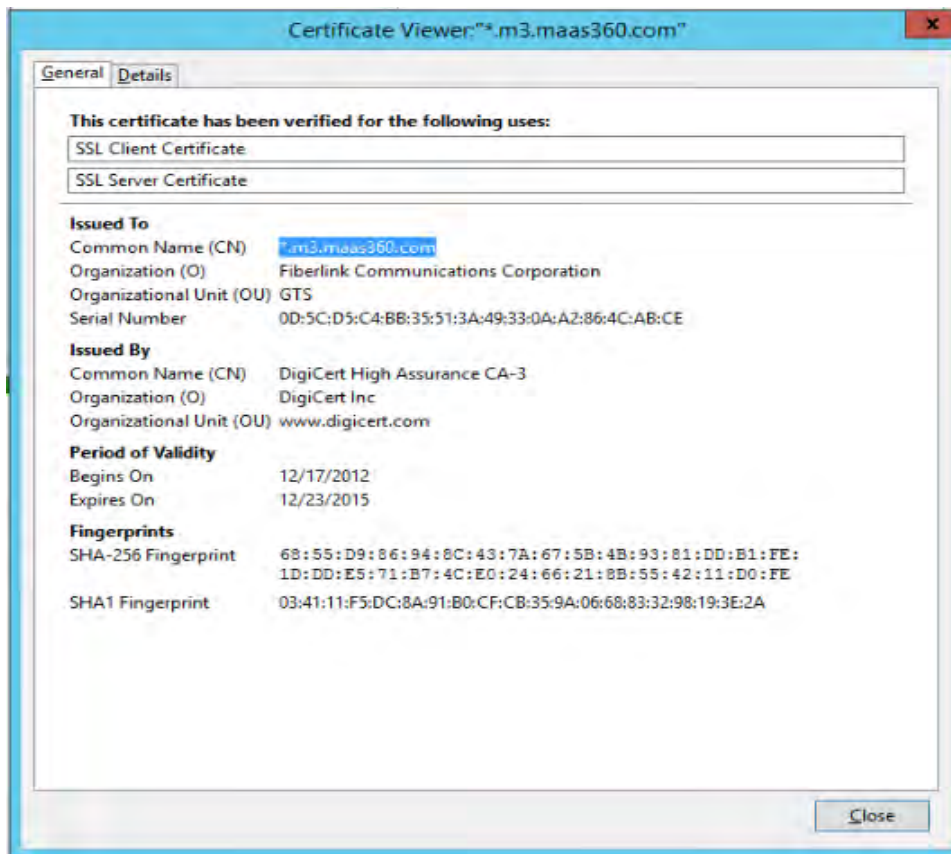 Certificate Viewer:"*.m3.maas360.com"
x
General Details
This certificate has been verified for the following uses:
SSL Client Certificate
SSL Server Certificate
Issued To
Common Name (CN) *.m3.maas360.com
Organization (O) Fiberlink Communications Corporation
Organizational Unit (OU) GTS
Serial Number 0D:5C:D5:C4:BB:35:51:3A:49:33:0A:A2:86:4C:AB:CE
Issued By
Common Name (CN) DigiCert High Assurance CA-3
Organization (O) DigiCert Inc
Organizational Unit (OU) www.digicert.com
Period of Validity
Begins On 12/17/2012
Expires On 12/23/2015
Fingerprints
SHA-256 Fingerprint 68:55:D9:86:94:8C:43:7A:67:5B:4B:93:81:DD:B1:FE:
1D:DD:E5:71:B7:4C:E0:24:66:21:8B:55:42:11:D0:FE
SHA1 Fingerprint 03:41:11:F5:DC:8A:91:B0:CF:CB:35:9A:06:68:83:32:98:19:3E:2A
Close